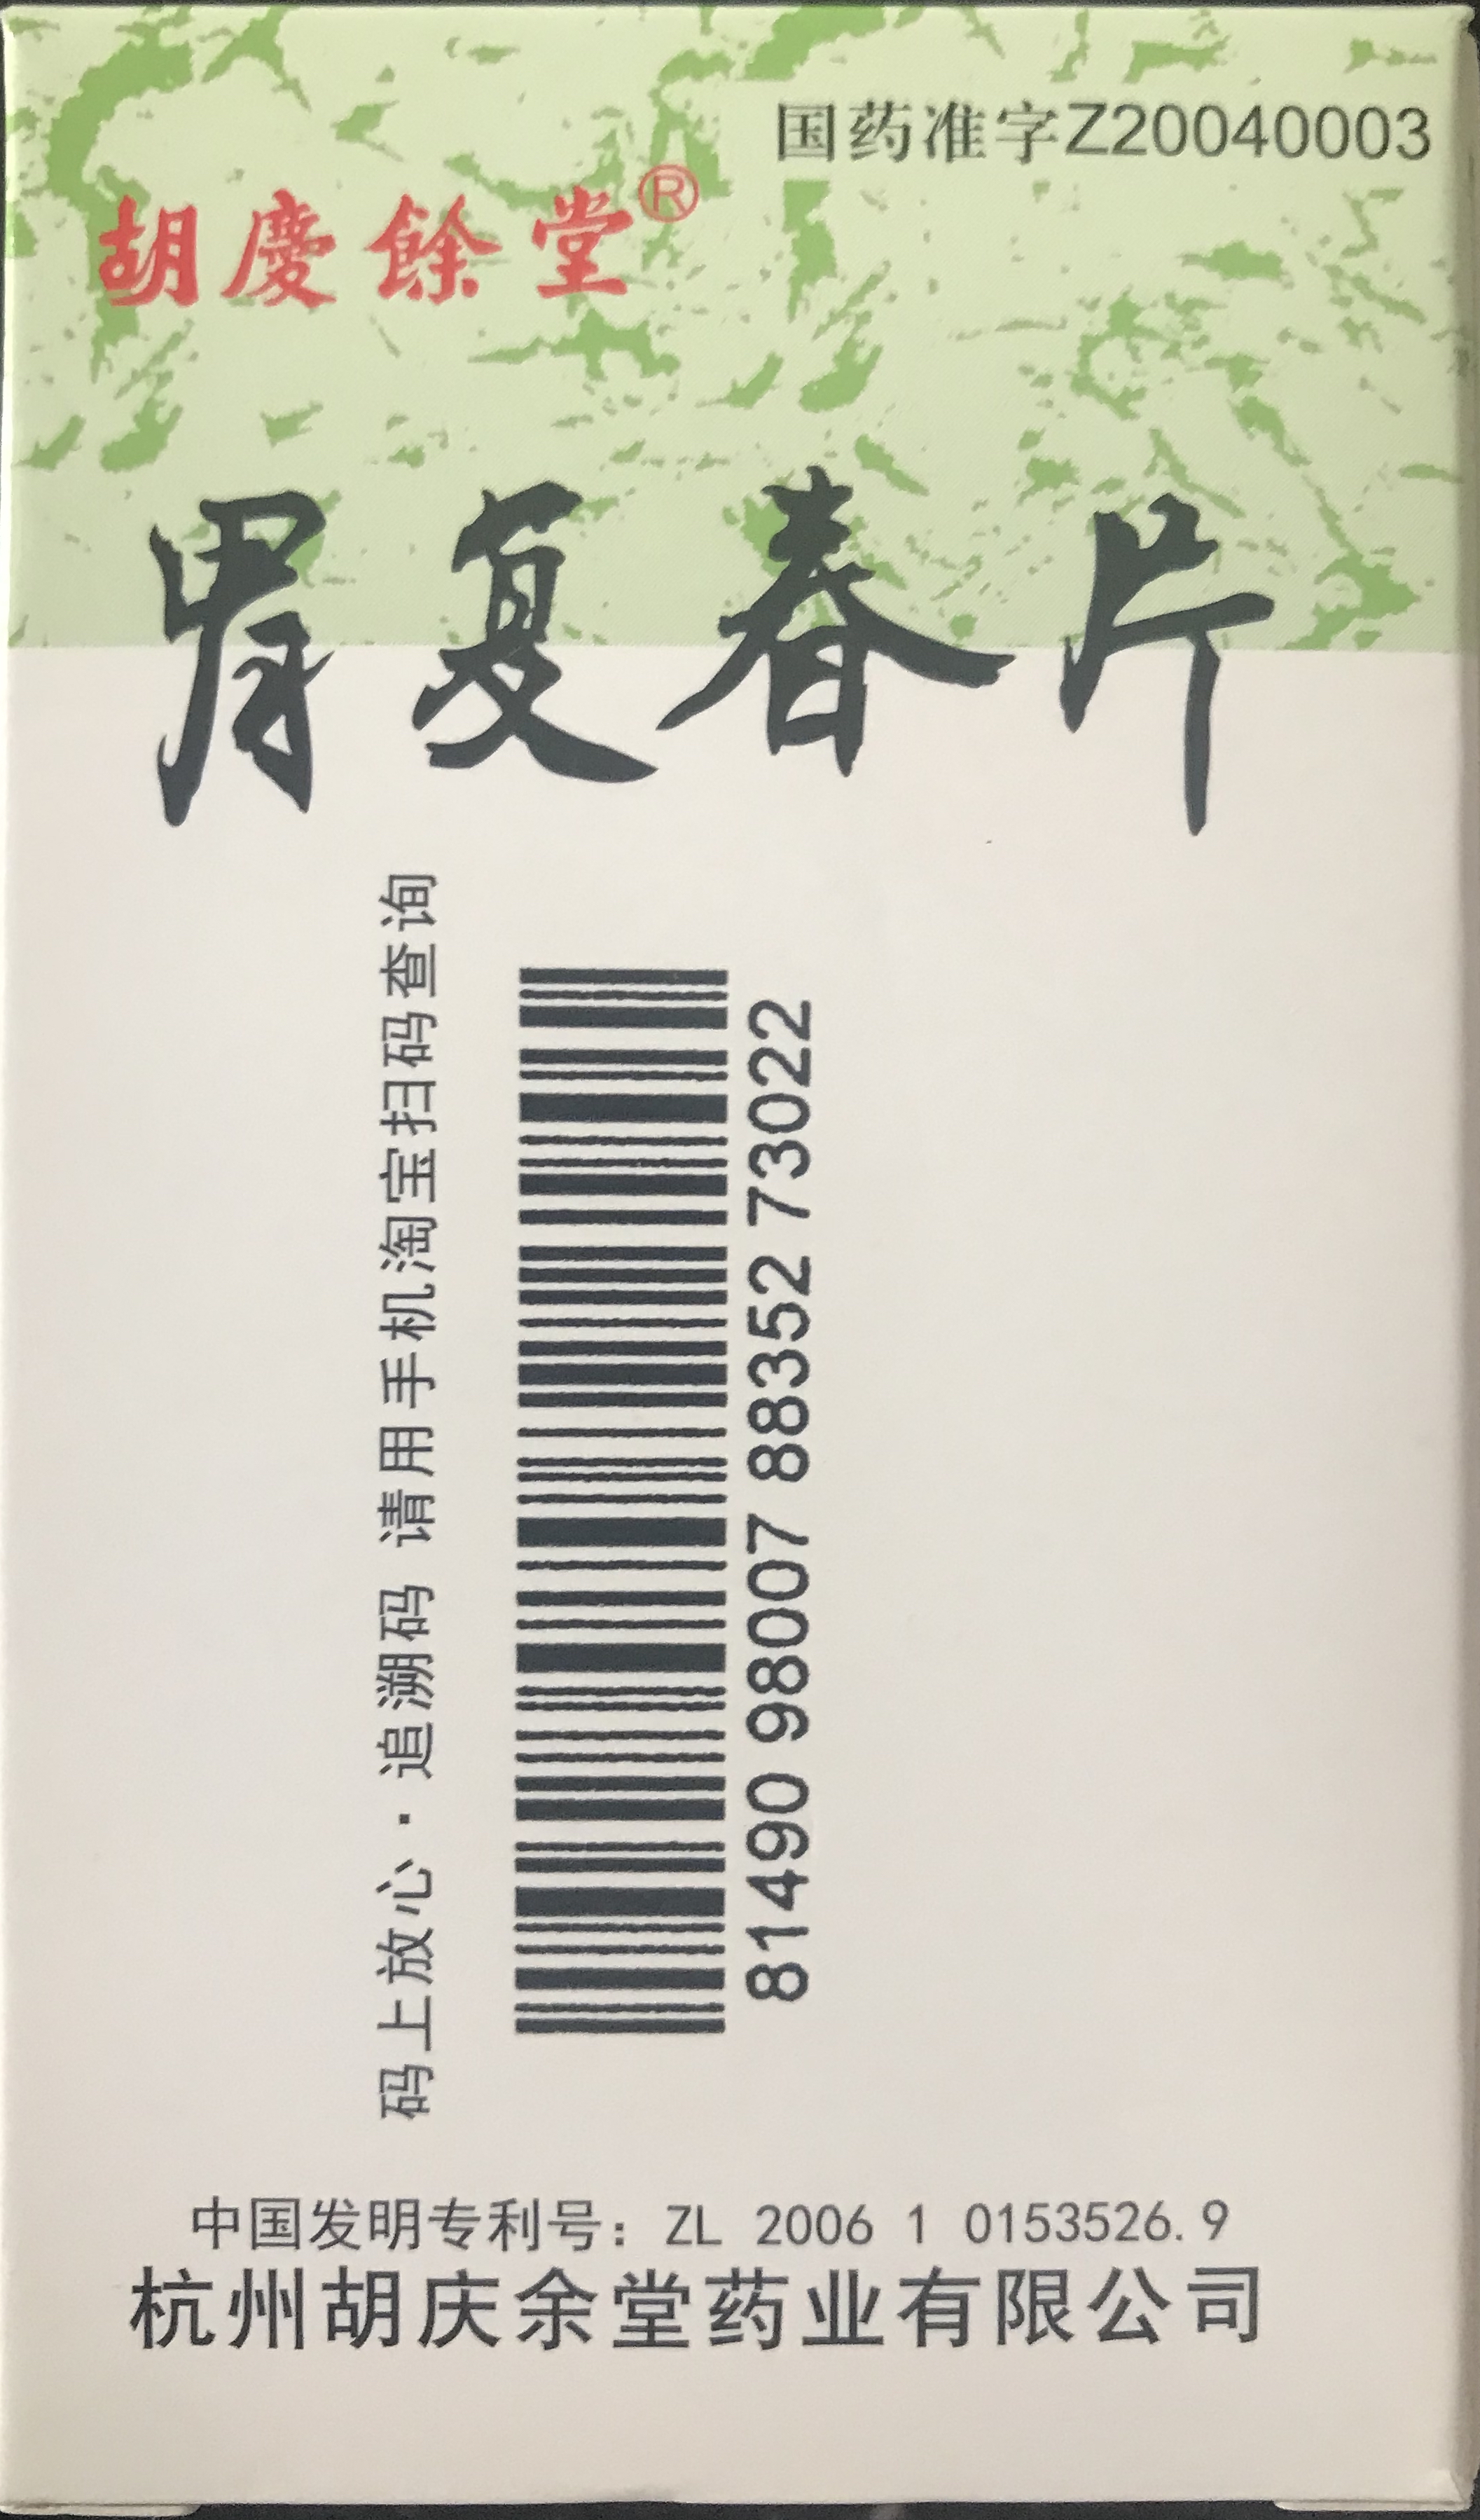 国药准字Z20040003
胡慶餘堂®
胃复春片
码上放心·追溯码 请用手机淘宝扫码查询
81490 98007 88352 73022
中国发明专利号：ZL 2006 1 0153526.9
杭州胡庆余堂药业有限公司